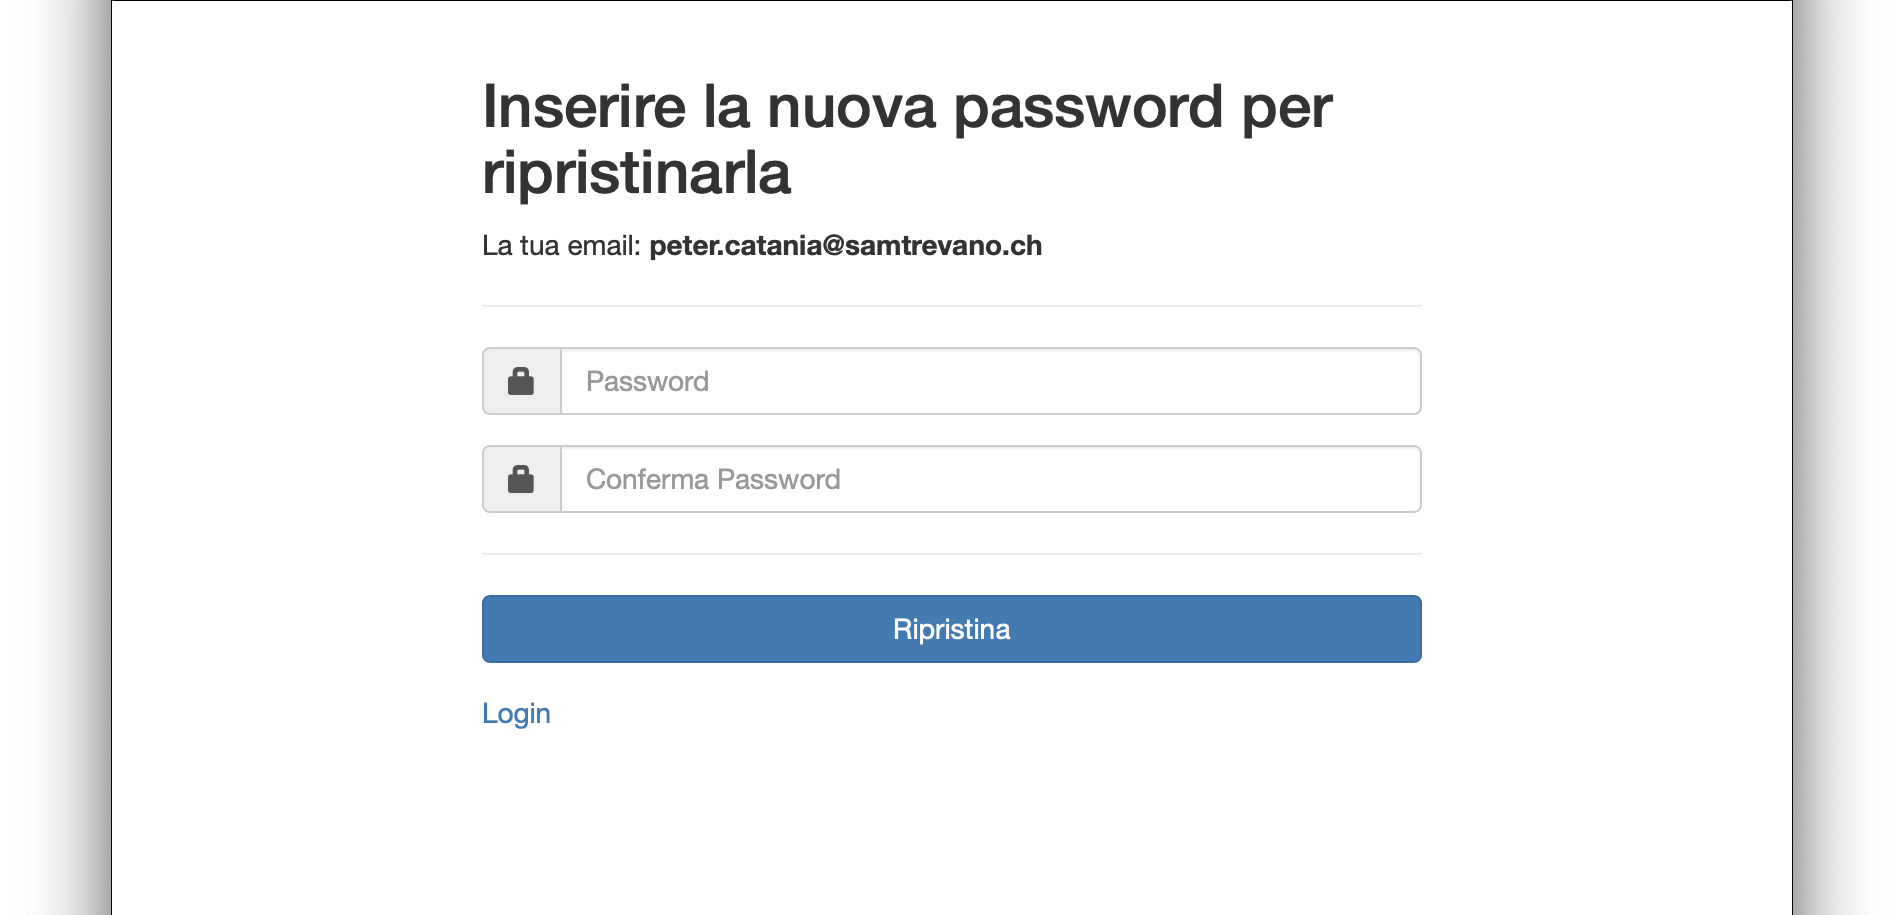 Inserire la nuova password per
ripristinarla
La tua email: peter.catania@samtrevano.ch
Password
Conferma Password
Ripristina
Login